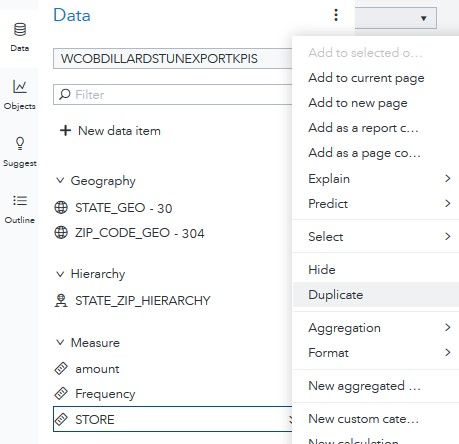 Data
Objects
Suggest
Outline
Data
WCOBDILLARDSTUNEXPORTKPIS
Filter
New data item
Geography
STATE_GEO - 30
ZIP_CODE_GEO - 304
Hierarchy
STATE_ZIP_HIERARCHY
Measure
amount
Frequency
STORE
Add to selected o...
Add to current page
Add to new page
Add as a report c...
Add as a page co...
Explain
Predict
Select
Hide
Duplicate
Aggregation
Format
New aggregated ...
New custom cate...
New calculation